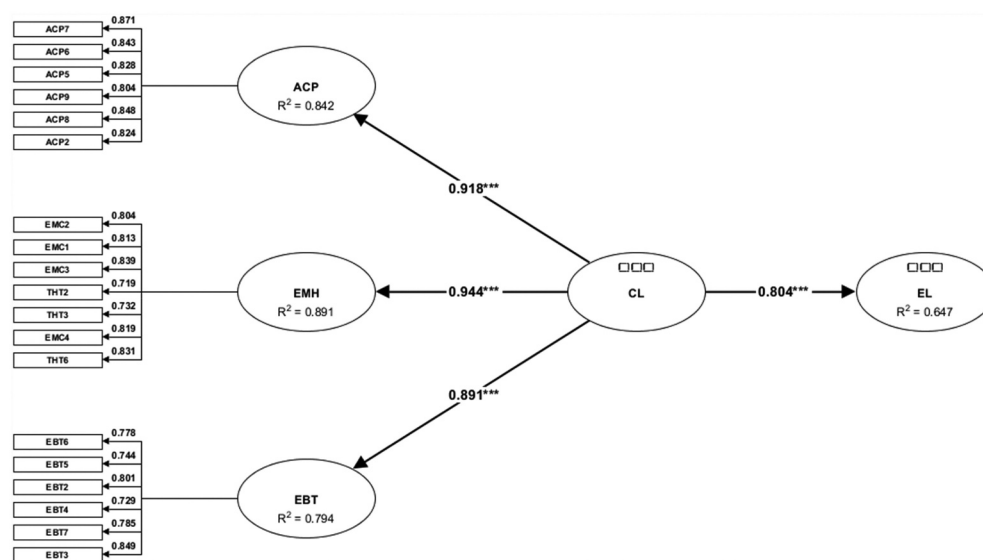 0.871
ACP7
0.843
ACP6
0.828
ACP5
0.804
ACP9
0.848
ACP8
0.824
ACP2
ACP
R² = 0.842
0.918***
0.804
EMC2
0.813
EMC1
0.839
EMC3
0.719
THT2
0.732
THT3
0.819
EMC4
0.831
THT6
EMH
R² = 0.891
0.944***
CL
0.804***
EL
R² = 0.647
0.891***
0.778
EBT6
0.744
EBT5
0.801
EBT2
0.729
EBT4
0.785
EBT7
0.849
EBT3
EBT
R² = 0.794